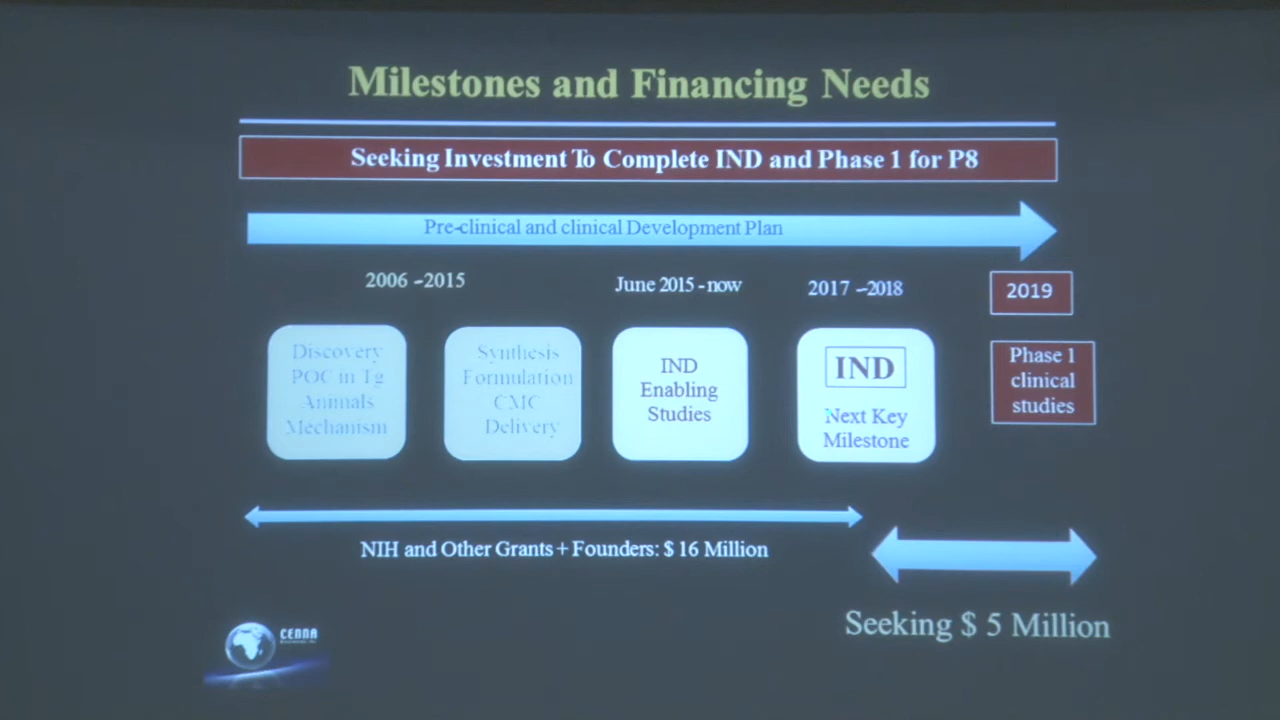 Milestones and Financing Needs
Seeking Investment To Complete IND and Phase 1 for P8
Pre-clinical and clinical Development Plan
2006 –2015
June 2015 - now
2017 –2018
2019
Discovery
POC in Tg
Animals
Mechanism
Synthesis
Formulation
CMC
Delivery
IND
Enabling
Studies
IND
Next Key
Milestone
Phase 1
clinical
studies
NIH and Other Grants + Founders: $ 16 Million
Seeking $ 5 Million
CENNA